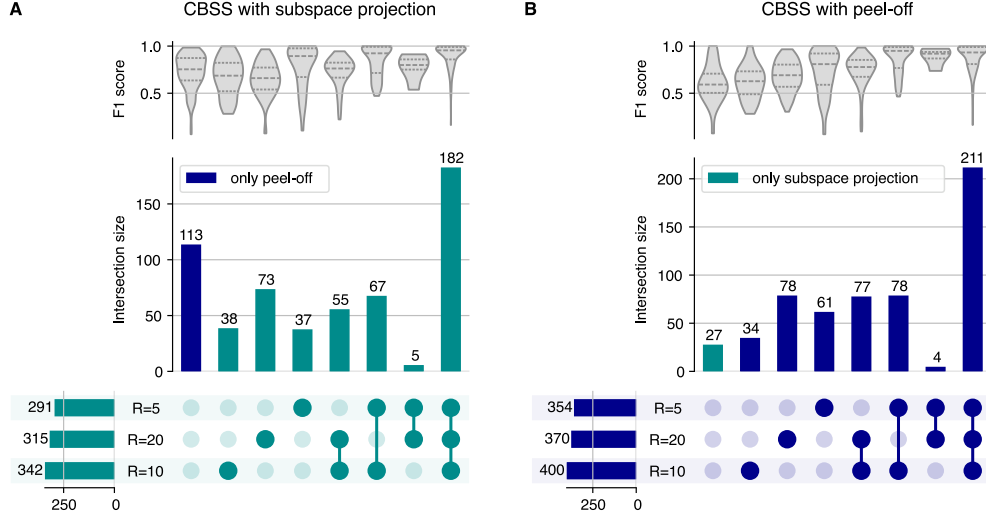 A
CBSS with subspace projection
1.0
0.5
F1 score
only peel-off
150
100
50
0
Intersection size
113
38
73
37
55
67
5
182
291
R=5
315
R=20
342
R=10
250
0
B
CBSS with peel-off
1.0
0.5
F1 score
only subspace projection
200
150
100
50
0
Intersection size
27
34
78
61
77
78
4
211
354
R=5
370
R=20
400
R=10
250
0